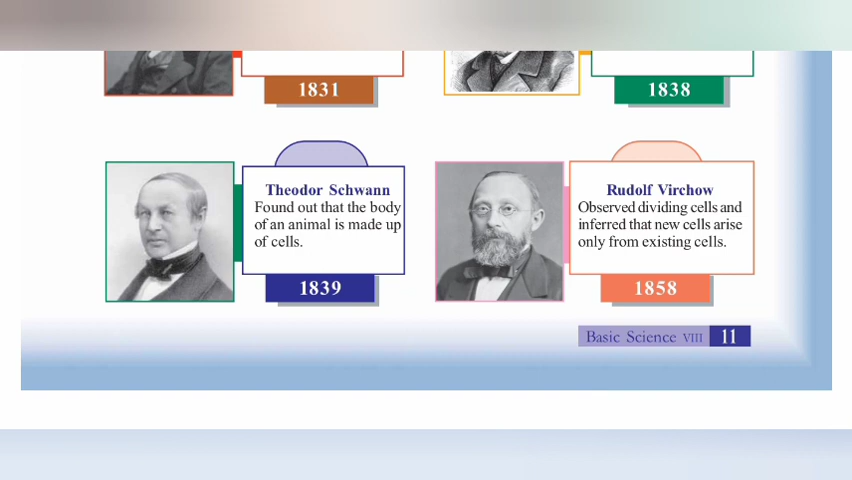 1831
1838
Theodor Schwann
Found out that the body
of an animal is made up
of cells.
1839
Rudolf Virchow
Observed dividing cells and
inferred that new cells arise
only from existing cells.
1858
Basic Science VIII 11